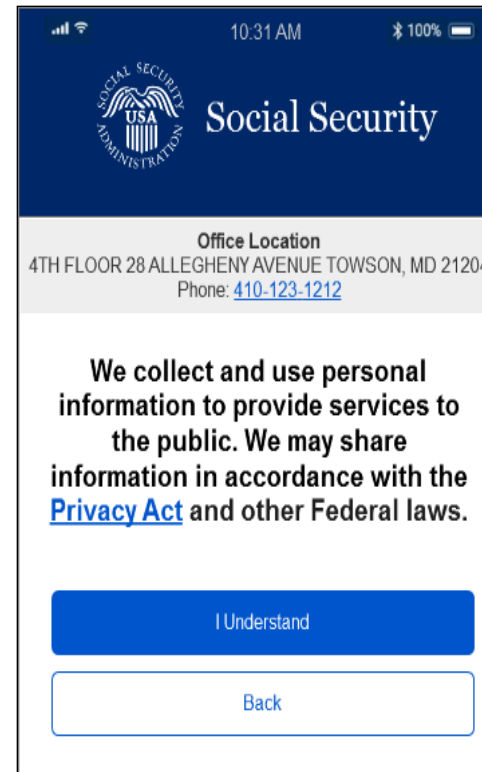 10:31 AM
100%
SOCIAL SECURITY
USA
ADMINISTRATION
Social Security
Office Location
4TH FLOOR 28 ALLEGHENY AVENUE TOWSON, MD 21204
Phone: 410-123-1212
We collect and use personal
information to provide services to
the public. We may share
information in accordance with the
Privacy Act and other Federal laws.
I Understand
Back